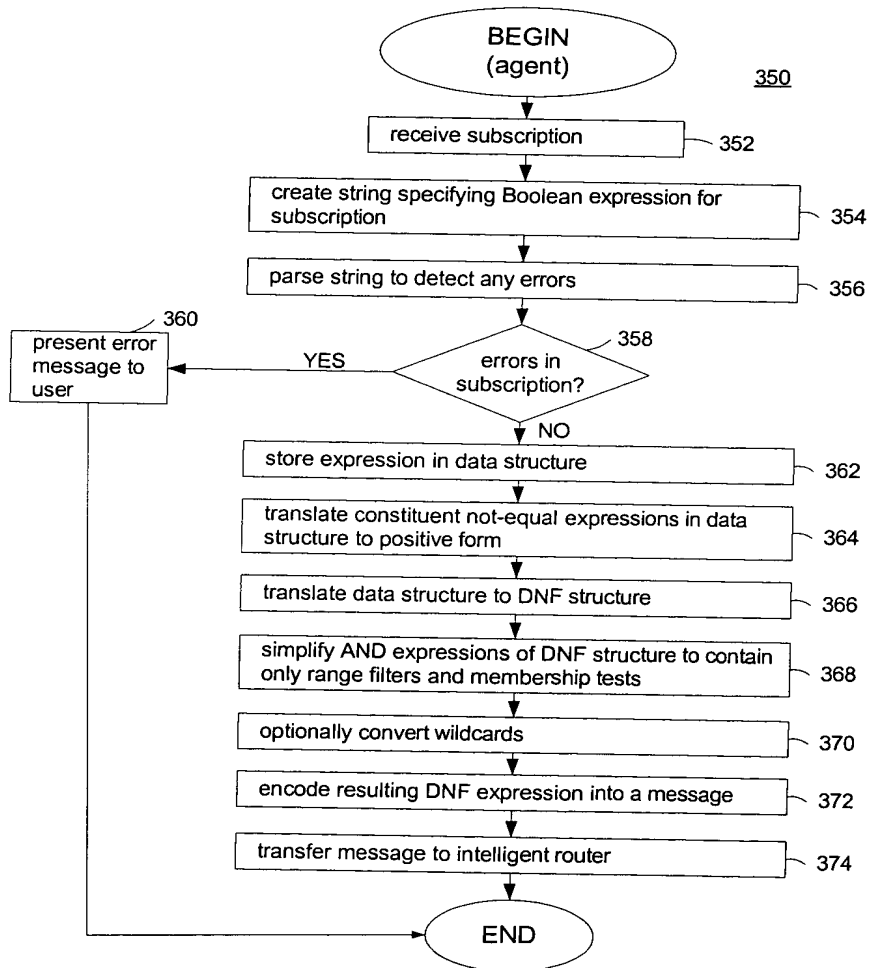 BEGIN
(agent)
350
receive subscription
352
create string specifying Boolean expression for
subscription
354
parse string to detect any errors
356
360
present error
message to
user
YES
358
errors in
subscription?
NO
store expression in data structure
362
translate constituent not-equal expressions in data
structure to positive form
364
translate data structure to DNF structure
366
simplify AND expressions of DNF structure to contain
only range filters and membership tests
368
optionally convert wildcards
370
encode resulting DNF expression into a message
372
transfer message to intelligent router
374
END